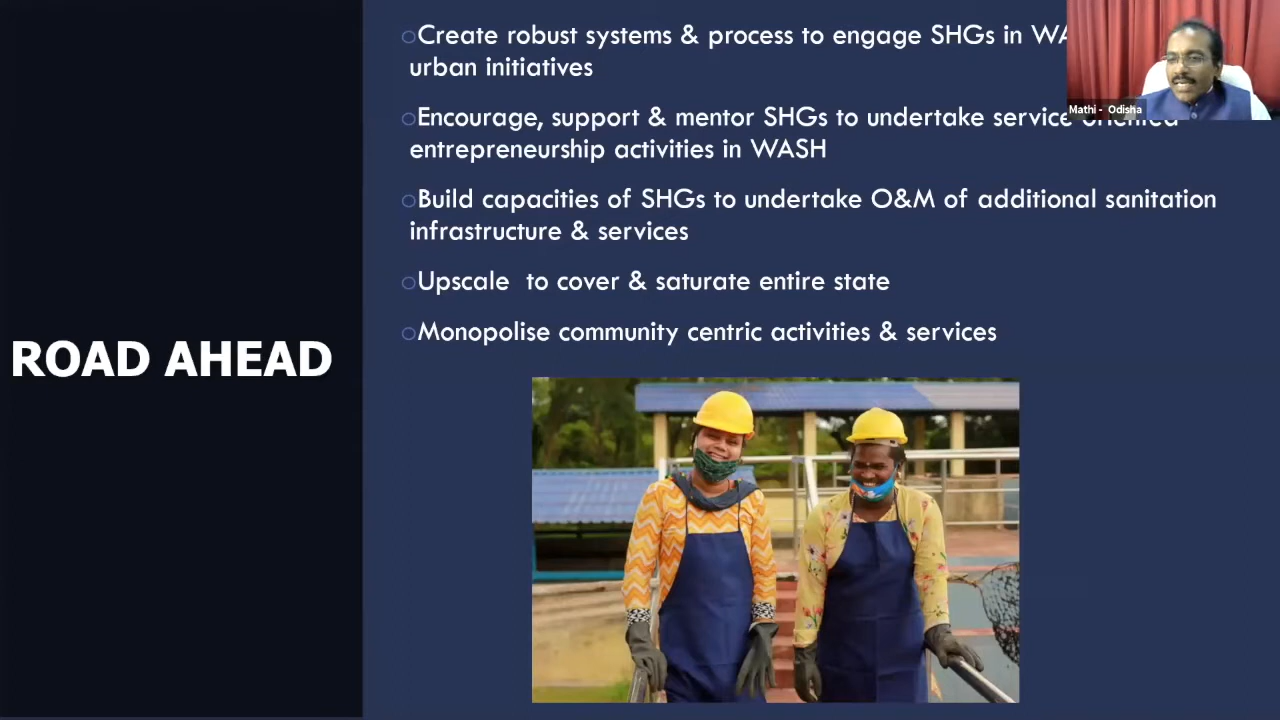 ROAD AHEAD
Create robust systems & process to engage SHGs in
urban initiatives
Encourage, support & mentor SHGs to undertake service
entrepreneurship activities in WASH
Build capacities of SHGs to undertake O&M of additional sanitation
infrastructure & services
Upscale to cover & saturate entire state
Monopolise community centric activities & services
Mathi - Odisha